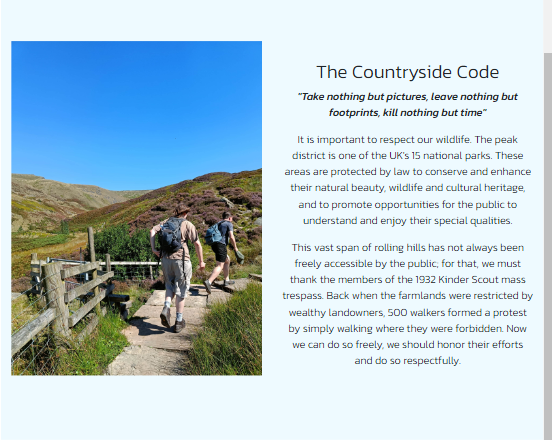 The Countryside Code
"Take nothing but pictures, leave nothing but
footprints, kill nothing but time"
It is important to respect our wildlife. The peak
district is one of the UK's 15 national parks. These
areas are protected by law to conserve and enhance
their natural beauty, wildlife and cultural heritage,
and to promote opportunities for the public to
understand and enjoy their special qualities.
This vast span of rolling hills has not always been
freely accessible by the public; for that, we must
thank the members of the 1932 Kinder Scout mass
trespass. Back when the farmlands were restricted by
wealthy landowners, 500 walkers formed a protest
by simply walking where they were forbidden. Now
we can do so freely, we should honor their efforts
and do so respectfully.